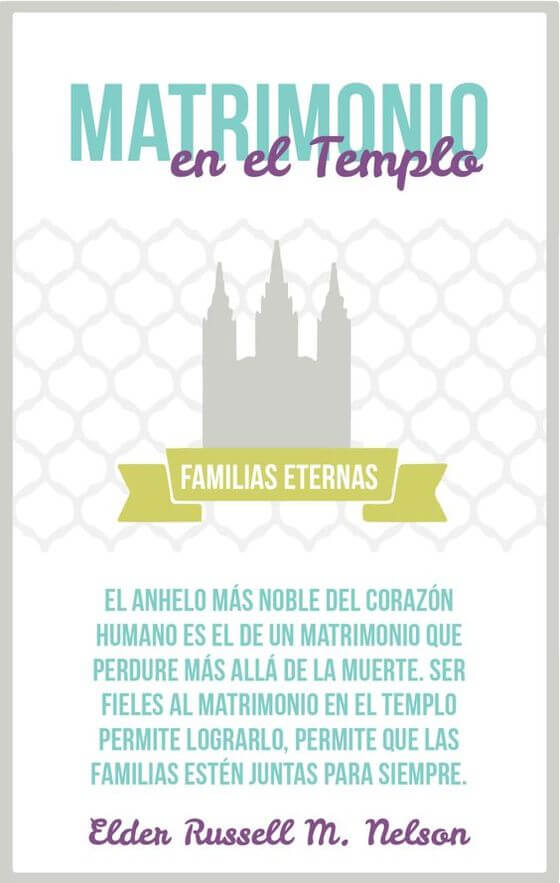 MATRIMONIO
en el Templo
FAMILIAS ETERNAS
EL ANHELO MÁS NOBLE DEL CORAZÓN
HUMANO ES EL DE UN MATRIMONIO QUE
PERDURE MÁS ALLÁ DE LA MUERTE. SER
FIELES AL MATRIMONIO EN EL TEMPLO
PERMITE LOGRARLO, PERMITE QUE LAS
FAMILIAS ESTÉN JUNTAS PARA SIEMPRE.
Elder Russell M. Nelson